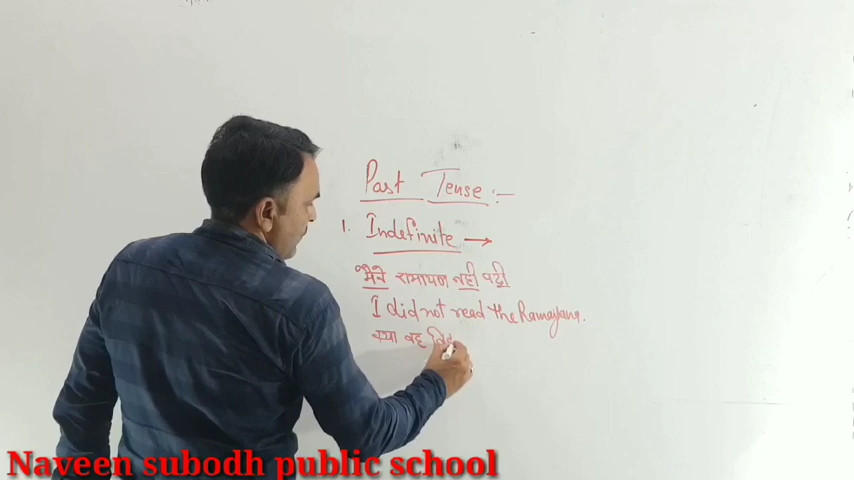 Past Tense :-
1. Indefinite →
मैंने रामायण नहीं पढ़ी
I did not read the Ramayana.
क्या वह
Naveen subodh public school